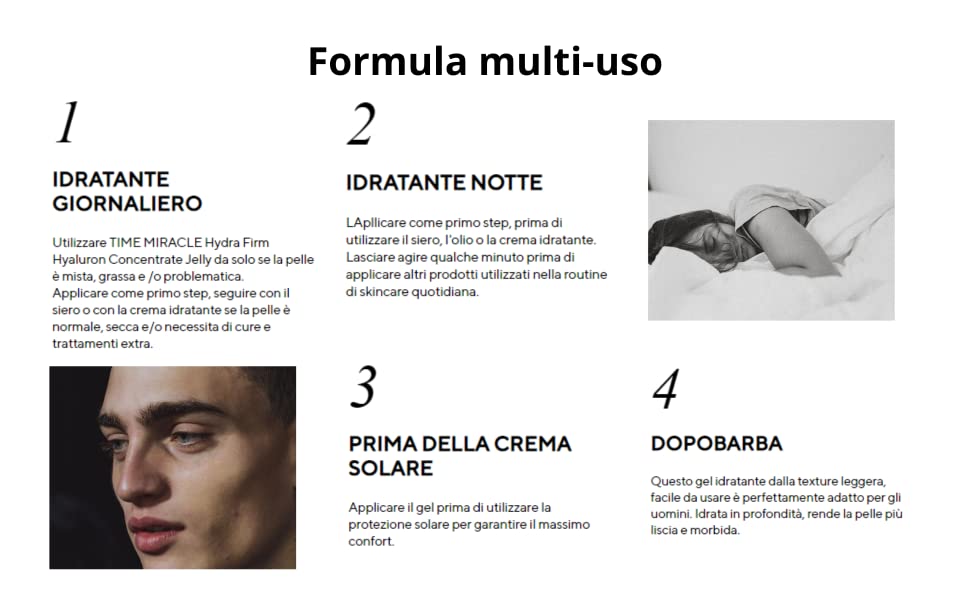 Formula multi-uso
1
IDRATANTE
GIORNALIERO
Utilizzare TIME MIRACLE Hydra Firm
Hyaluron Concentrate Jelly da solo se la pelle
è mista, grassa e /o problematica.
Applicare come primo step, seguire con il
siero o con la crema idratante se la pelle è
normale, secca e/o necessita di cure e
trattamenti extra.
2
IDRATANTE NOTTE
LApllicare come primo step, prima di
utilizzare il siero, l'olio o la crema idratante.
Lasciare agire qualche minuto prima di
applicare altri prodotti utilizzati nella routine
di skincare quotidiana.
3
PRIMA DELLA CREMA
SOLARE
Applicare il gel prima di utilizzare la
protezione solare per garantire il massimo
confort.
4
DOPOBARBA
Questo gel idratante dalla texture leggera,
facile da usare è perfettamente adatto per gli
uomini. Idrata in profondità, rende la pelle più
liscia e morbida.